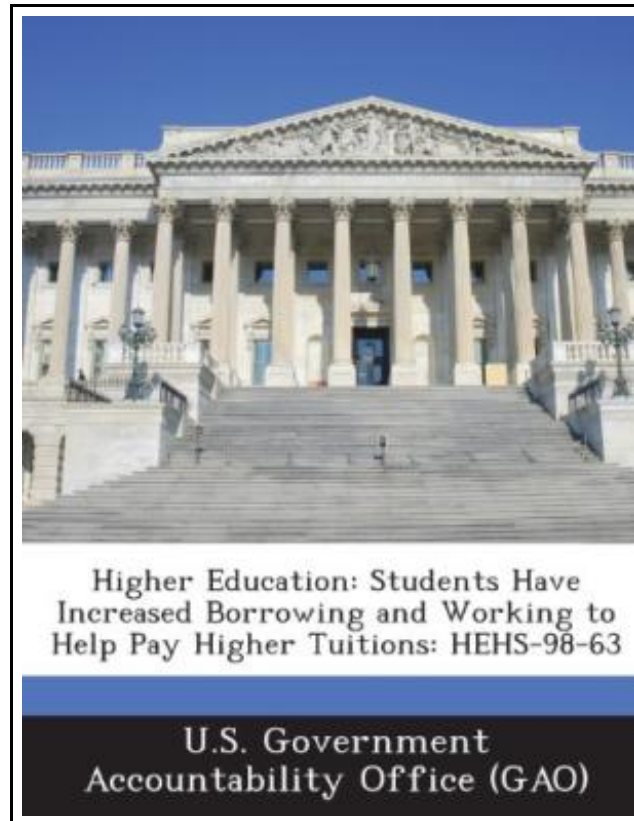 Higher Education: Students Have
Increased Borrowing and Working to
Help Pay Higher Tuitions: HEHS-98-63
U.S. Government
Accountability Office (GAO)